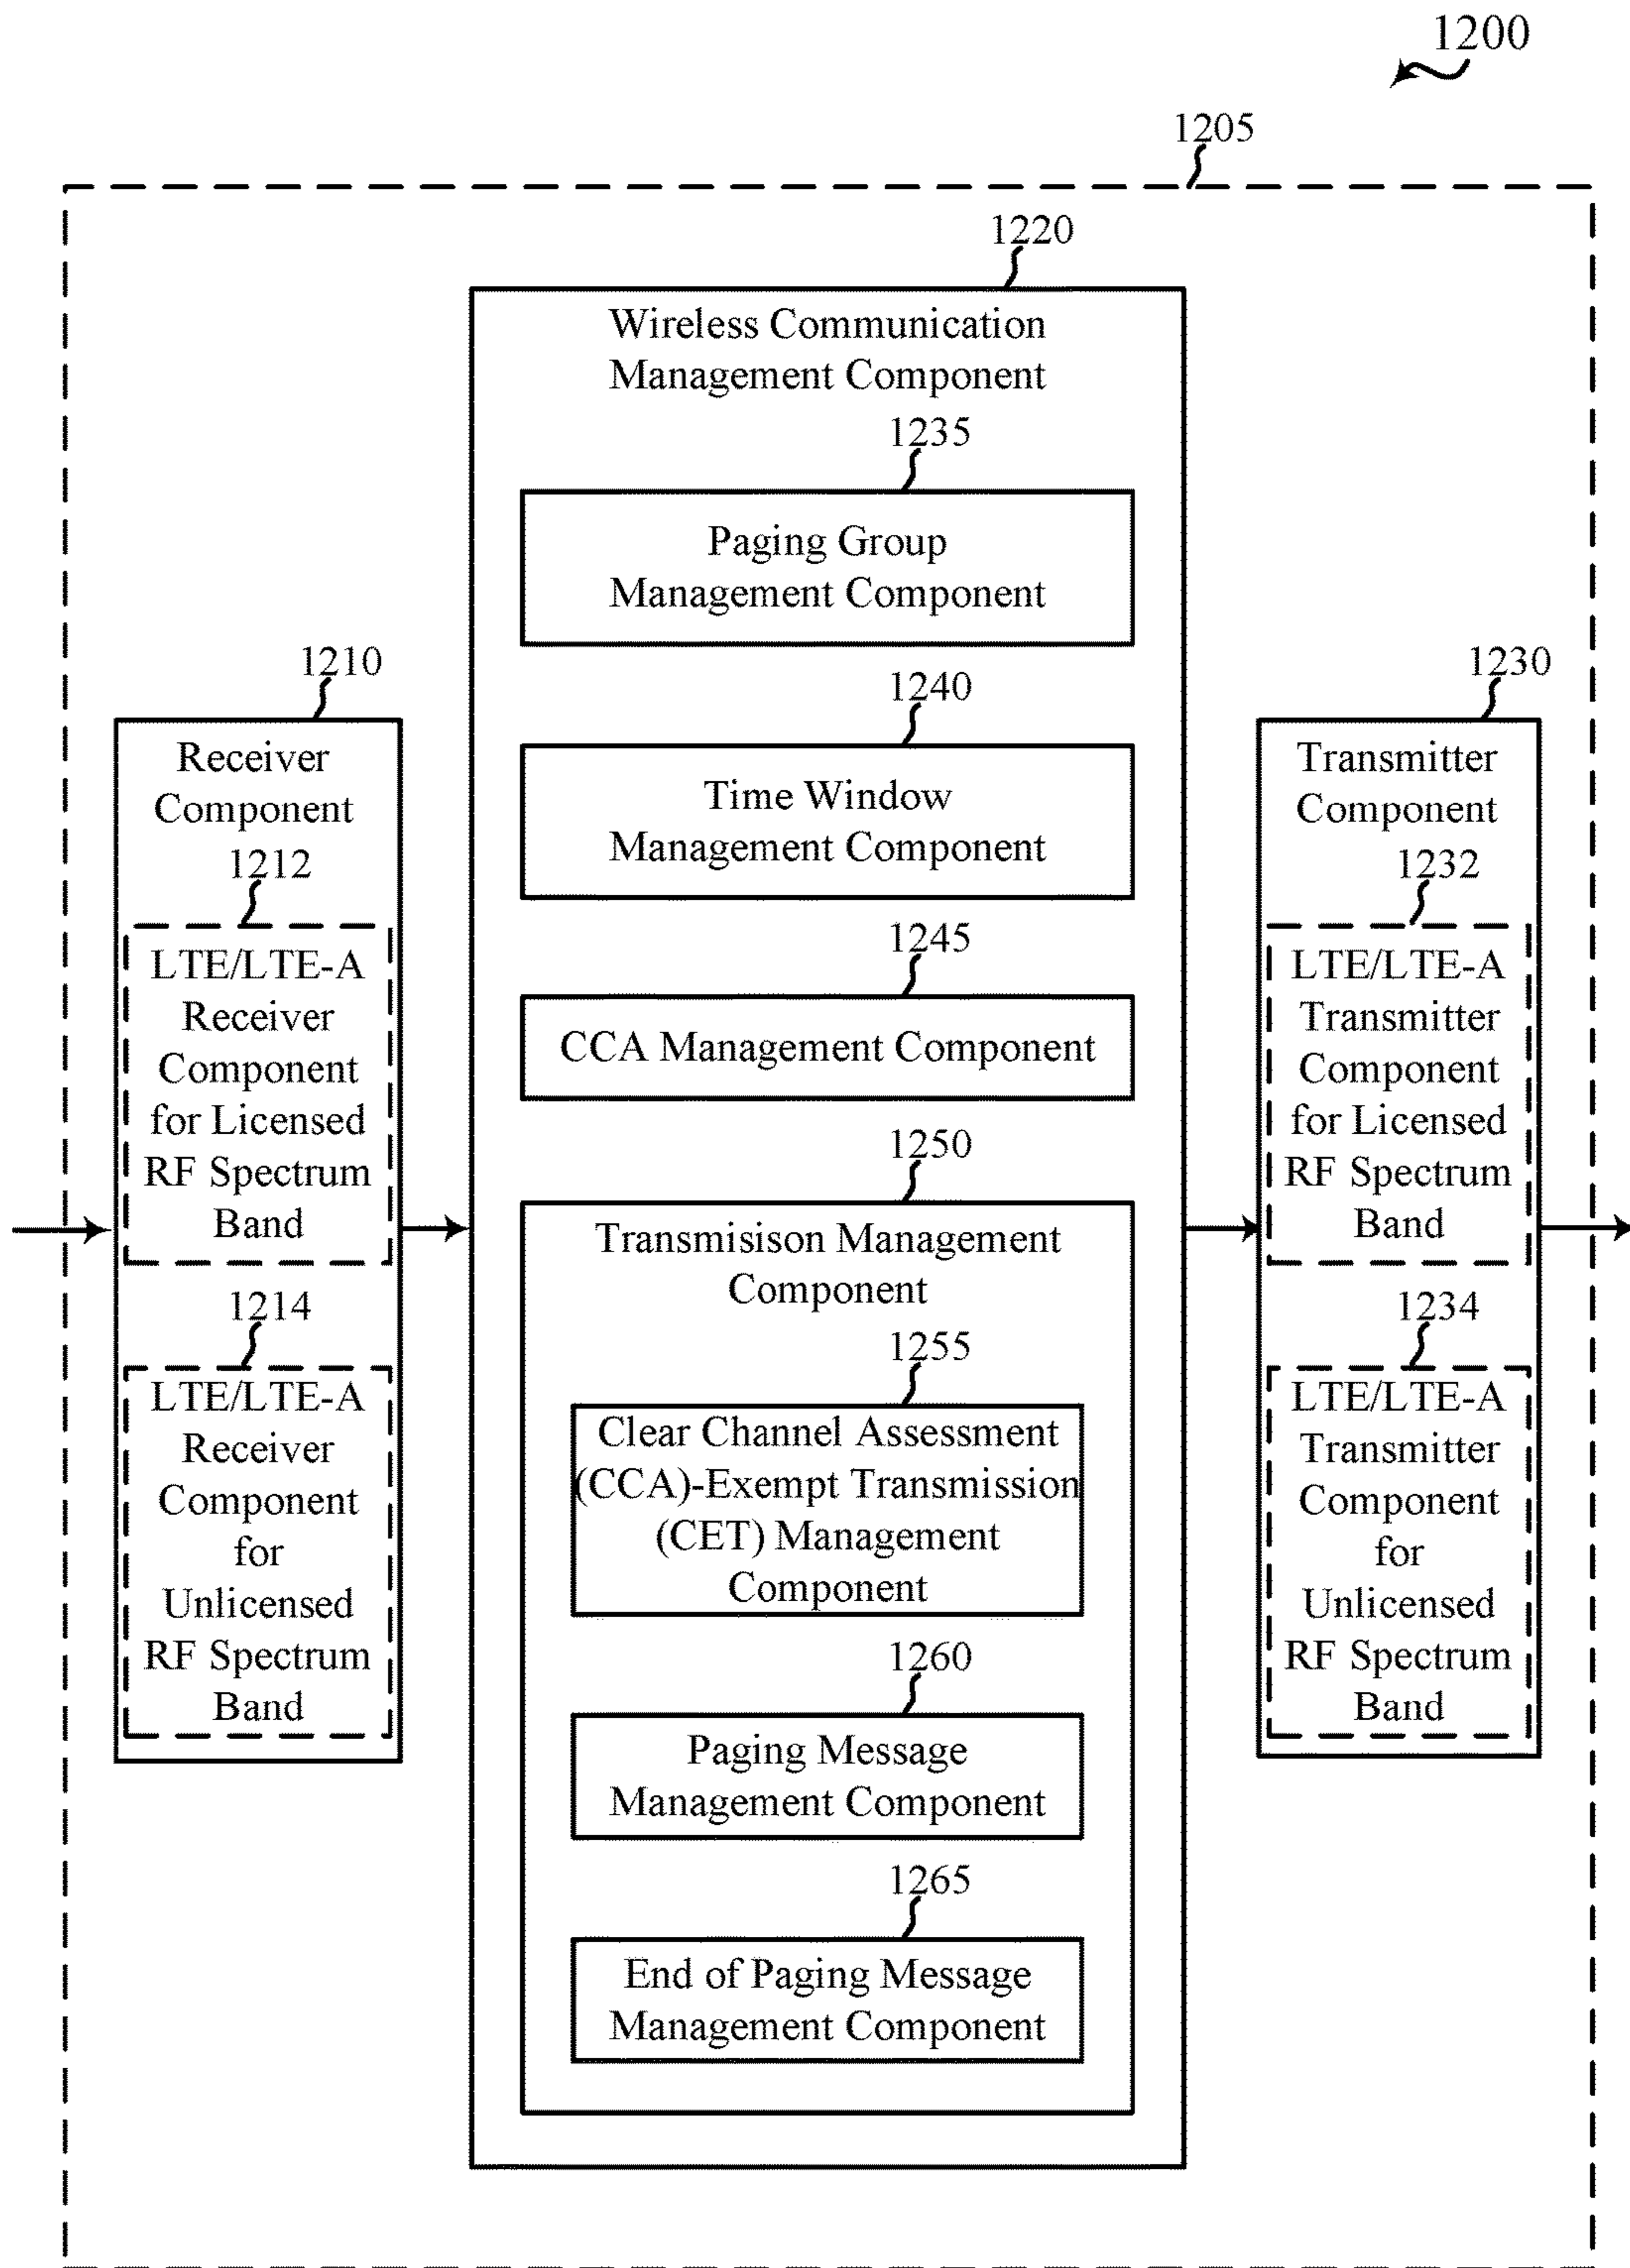 1200
1205
1220
Wireless Communication
Management Component
1235
Paging Group
Management Component
1240
Time Window
Management Component
1245
CCA Management Component
1250
Transmisison Management
Component
1255
Clear Channel Assessment
(CCA)-Exempt Transmission
(CET) Management
Component
1260
Paging Message
Management Component
1265
End of Paging Message
Management Component
1210
Receiver
Component
1212
LTE/LTE-A
Receiver
Component
for Licensed
RF Spectrum
Band
1214
LTE/LTE-A
Receiver
Component
for
Unlicensed
RF Spectrum
Band
1230
Transmitter
Component
1232
LTE/LTE-A
Transmitter
Component
for Licensed
RF Spectrum
Band
1234
LTE/LTE-A
Transmitter
Component
for
Unlicensed
RF Spectrum
Band